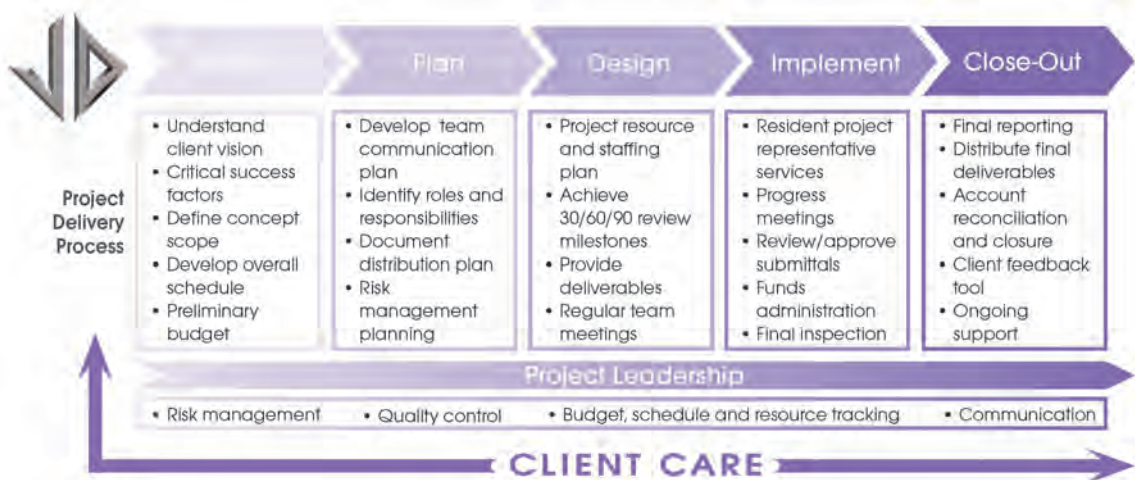 Plan
Design
Implement
Close-Out
Project
Delivery
Process
• Understand
client vision
• Critical success
factors
• Define concept
scope
• Develop overall
schedule
• Preliminary
budget
• Develop team
communication
plan
• Identify roles and
responsibilities
• Document
distribution plan
• Risk
management
planning
• Project resource
and staffing
plan
• Achieve
30/60/90 review
milestones
• Provide
deliverables
• Regular team
meetings
• Resident project
representative
services
• Progress
meetings
• Review/approve
submittals
• Funds
administration
• Final inspection
• Final reporting
• Distribute final
deliverables
• Account
reconciliation
and closure
• Client feedback
tool
• Ongoing
support
Project Leadership
• Risk management • Quality control • Budget, schedule and resource tracking • Communication
CLIENT CARE